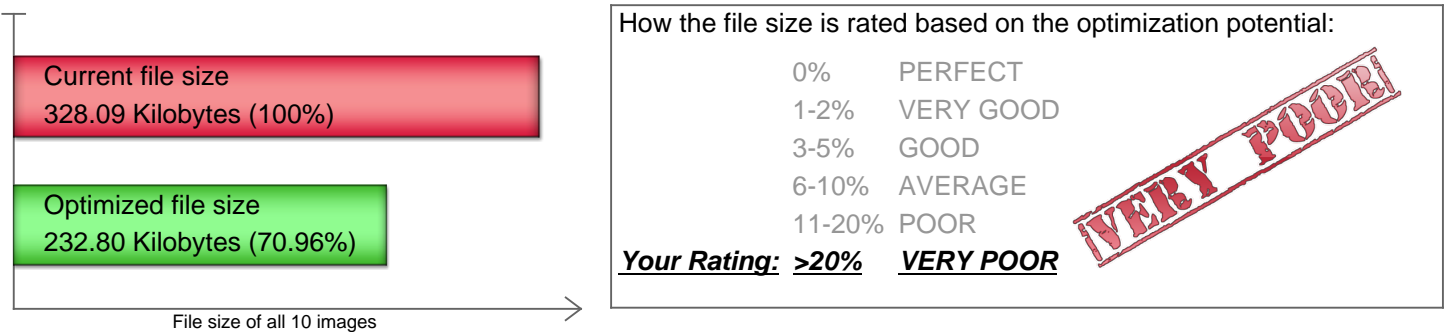 Current file size
328.09 Kilobytes (100%)
Optimized file size
232.80 Kilobytes (70.96%)
File size of all 10 images
How the file size is rated based on the optimization potential:
0% PERFECT
1-2% VERY GOOD
3-5% GOOD
6-10% AVERAGE
11-20% POOR
Your Rating: >20% VERY POOR
VERY POOR